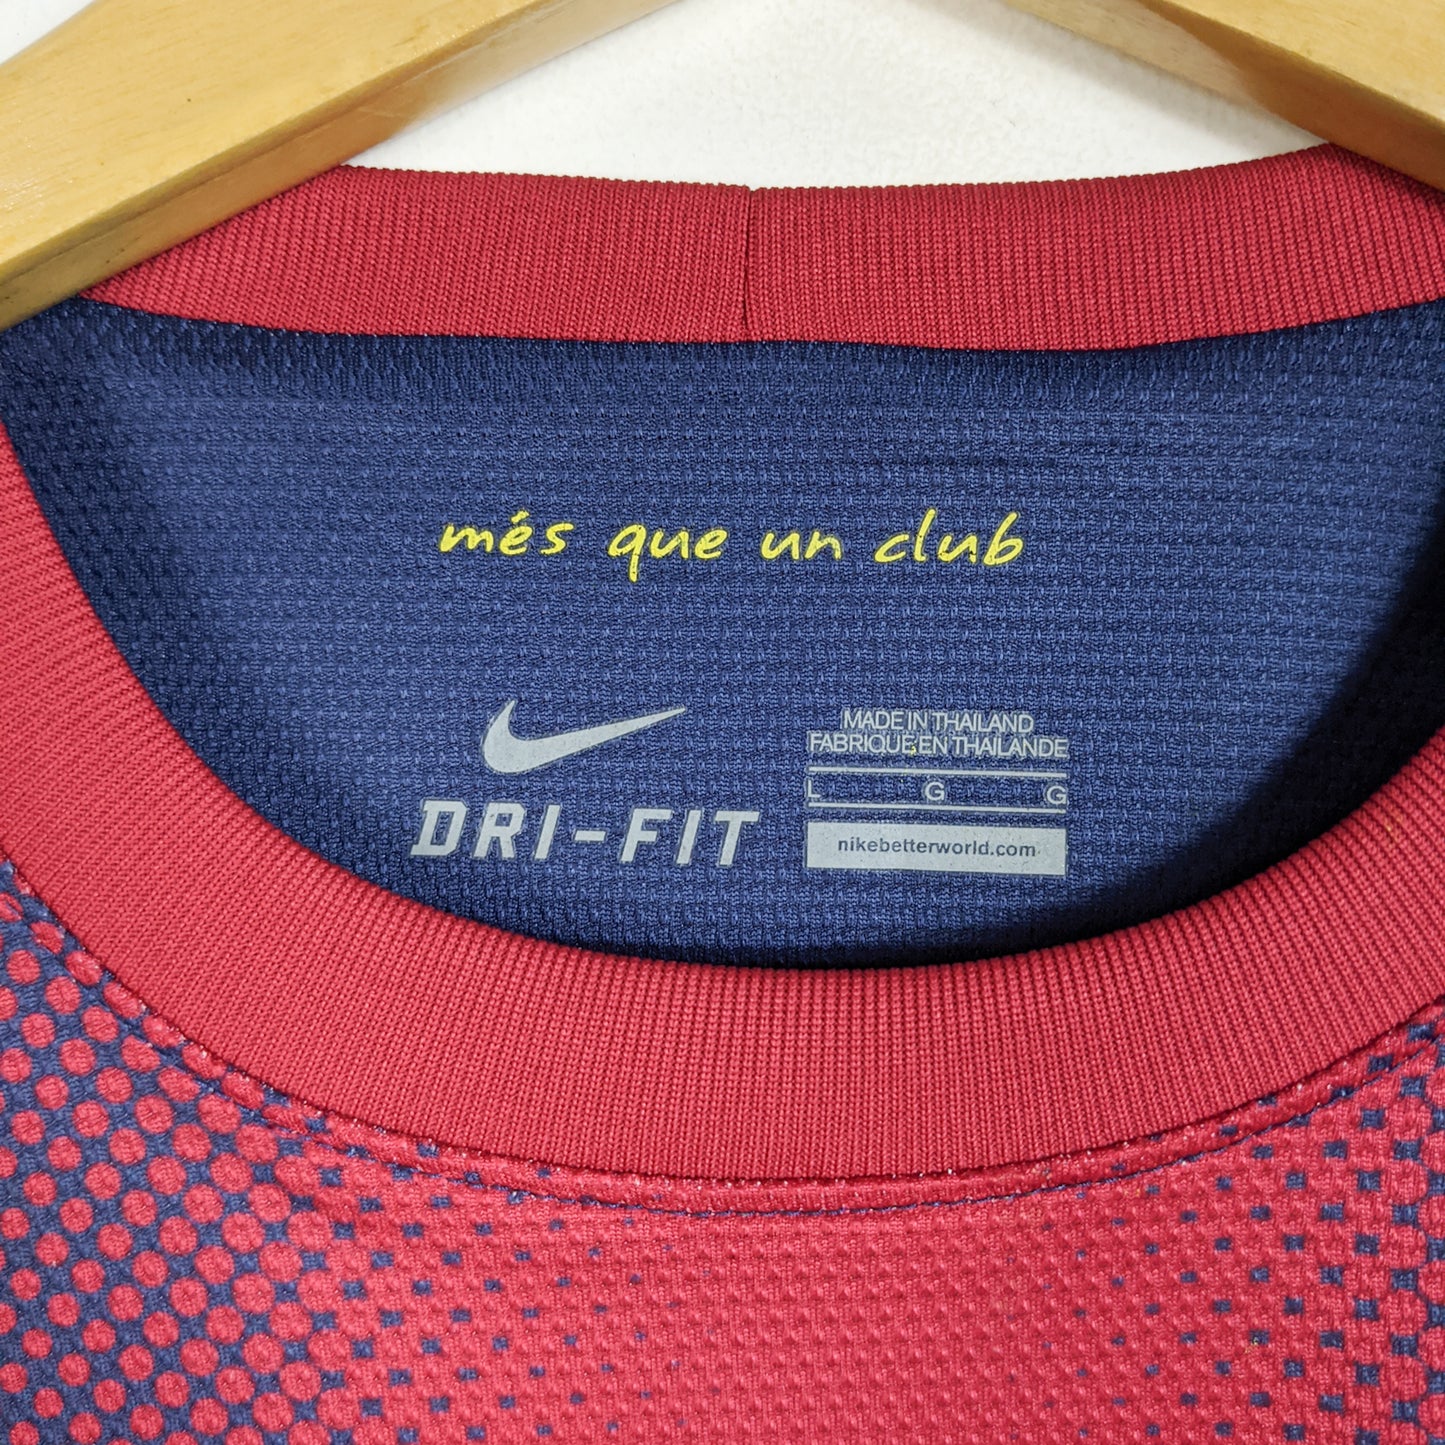 més que un club
DRI-FIT
MADE IN THAILAND
FABRIQUE EN THAILANDE
L G G
nikebetterworld.com